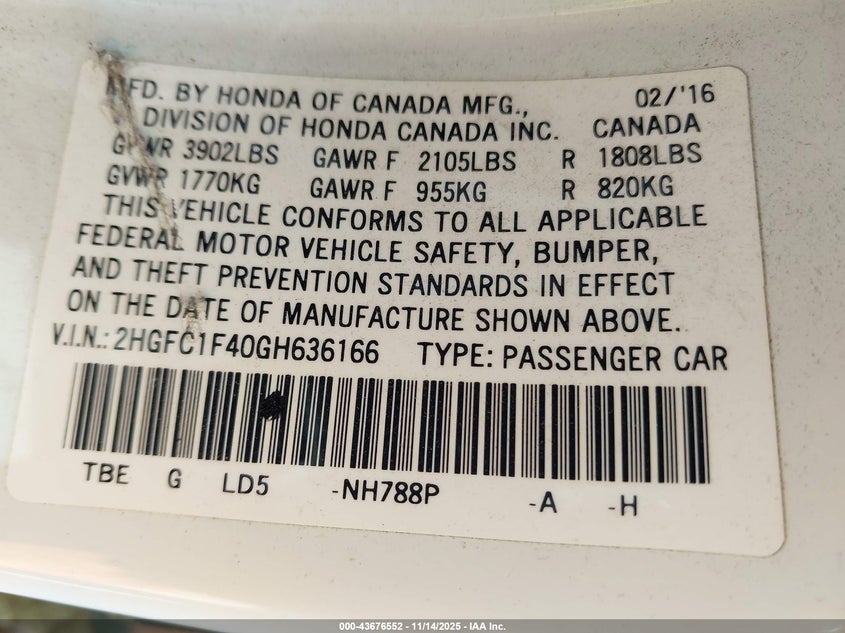 MFD. BY HONDA OF CANADA MFG., 02/'16
DIVISION OF HONDA CANADA INC. CANADA
GVWR 3902LBS GAWR F 2105LBS R 1808LBS
GVWR 1770KG GAWR F 955KG R 820KG
THIS VEHICLE CONFORMS TO ALL APPLICABLE
FEDERAL MOTOR VEHICLE SAFETY, BUMPER,
AND THEFT PREVENTION STANDARDS IN EFFECT
ON THE DATE OF MANUFACTURE SHOWN ABOVE.
V.I.N.: 2HGFC1F40GH636166 TYPE: PASSENGER CAR
TBE G LD5 -NH788P -A -H
000-43676552 - 11/14/2025 - IAA Inc.